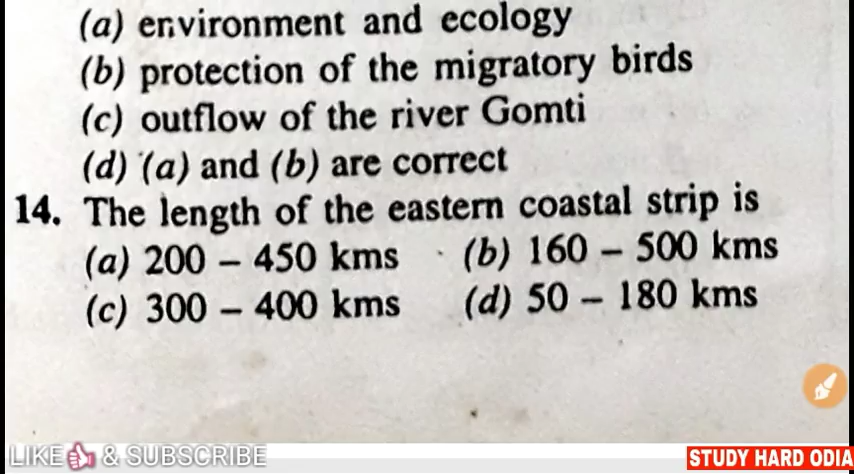 (a) environment and ecology
(b) protection of the migratory birds
(c) outflow of the river Gomti
(d) (a) and (b) are correct
14. The length of the eastern coastal strip is
(a) 200 – 450 kms (b) 160 – 500 kms
(c) 300 – 400 kms (d) 50 – 180 kms
LIKE & SUBSCRIBE
STUDY HARD ODIA